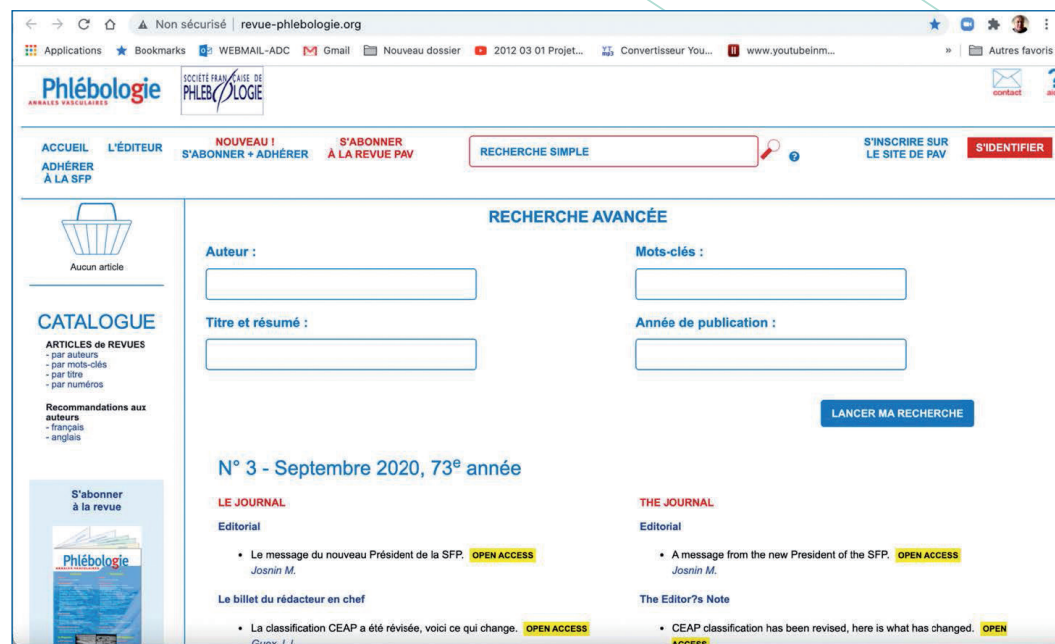 Non sécurisé | revue-phlebologie.org
Applications Bookmarks WEBMAIL-ADC Gmail Nouveau dossier 2012 03 01 Projet... Convertisseur You... www.youtubeinm... » Autres favoris
Phlébologie
ANNALES VASCULAIRES
SOCIÉTÉ FRANÇAISE DE
PHLEBOLOGIE
contact
ACCUEIL L'ÉDITEUR
ADHÉRER
À LA SFP
NOUVEAU !
S'ABONNER + ADHÉRER
S'ABONNER
À LA REVUE PAV
RECHERCHE SIMPLE
S'INSCRIRE SUR
LE SITE DE PAV
S'IDENTIFIER
Aucun article
CATALOGUE
ARTICLES de REVUES
- par auteurs
- par mots-clés
- par titre
- par numéros
Recommandations aux
auteurs
- français
- anglais
S'abonner
à la revue
Phlébologie
RECHERCHE AVANCÉE
Auteur :
Mots-clés :
Titre et résumé :
Année de publication :
LANCER MA RECHERCHE
N° 3 - Septembre 2020, 73e année
LE JOURNAL
Editorial
• Le message du nouveau Président de la SFP. OPEN ACCESS
Josnin M.
Le billet du rédacteur en chef
• La classification CEAP a été révisée, voici ce qui change. OPEN ACCESS
THE JOURNAL
Editorial
• A message from the new President of the SFP. OPEN ACCESS
Josnin M.
The Editor?s Note
• CEAP classification has been revised, here is what has changed. OPEN
ACCESS